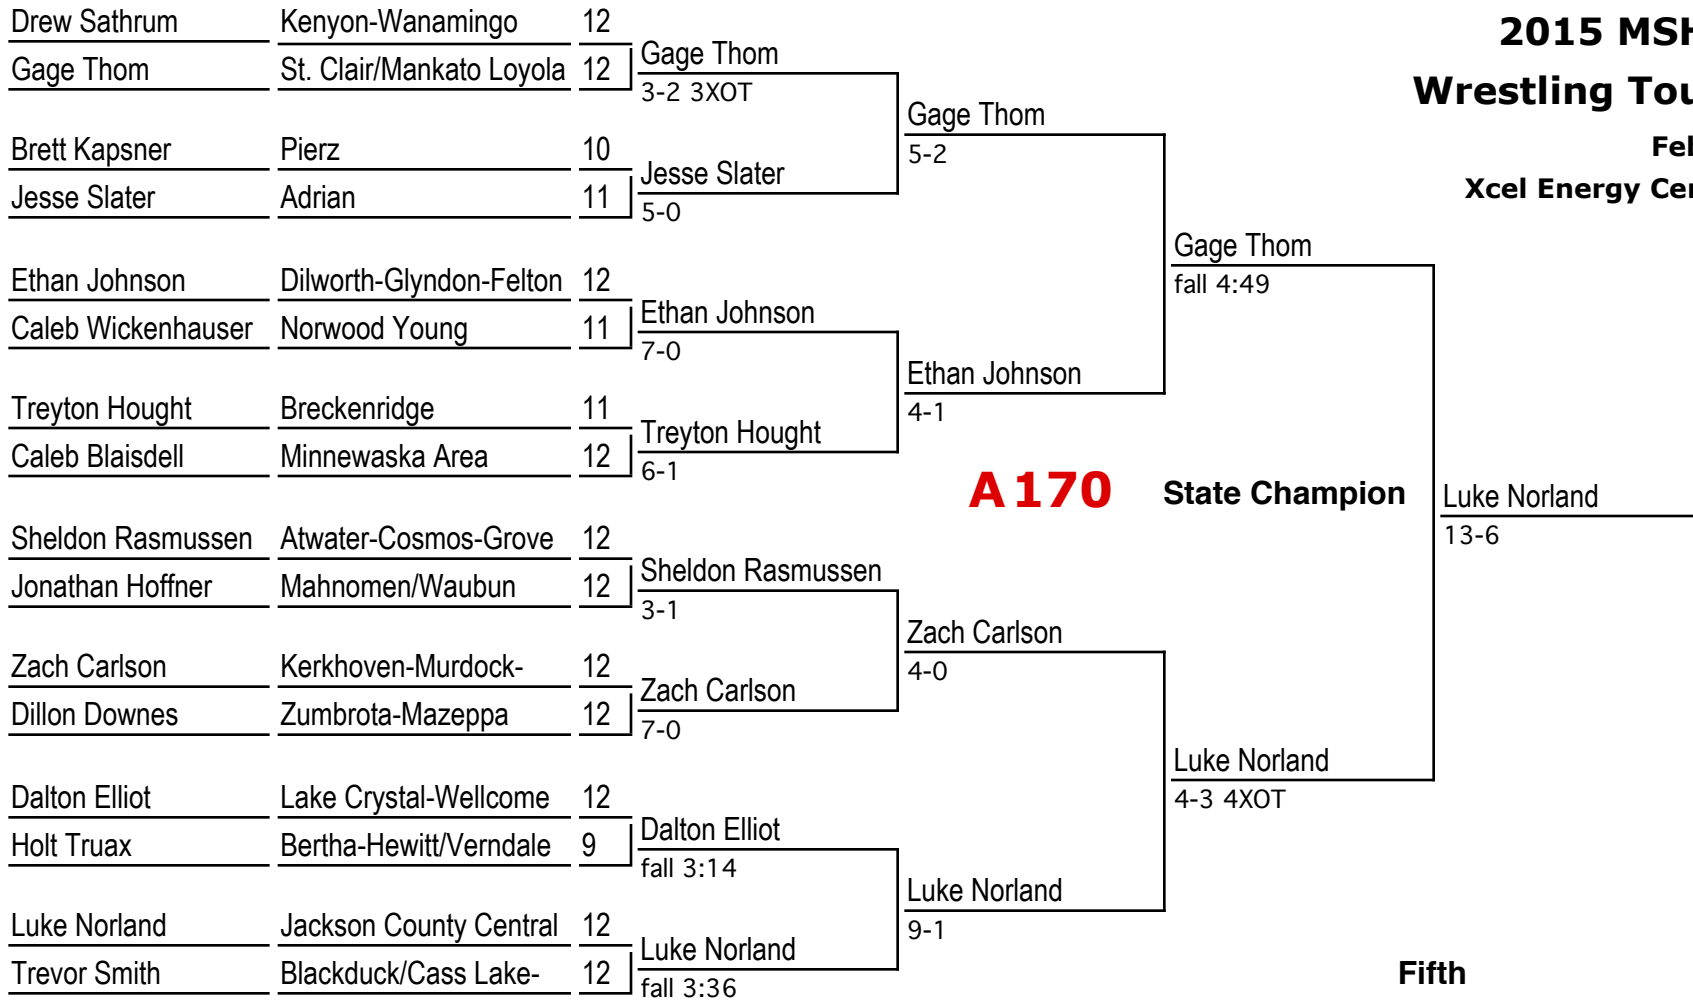 2015 MSH
Wrestling Tou
Feb
Xcel Energy Cen
Drew Sathrum Kenyon-Wanamingo 12
Gage Thom St. Clair/Mankato Loyola 12
Gage Thom
3-2 3XOT
Brett Kapsner Pierz 10
Jesse Slater Adrian 11
Jesse Slater
5-0
Gage Thom
5-2
Ethan Johnson Dilworth-Glyndon-Felton 12
Caleb Wickenhauser Norwood Young 11
Ethan Johnson
7-0
Treyton Hought Breckenridge 11
Caleb Blaisdell Minnewaska Area 12
Treyton Hought
6-1
Ethan Johnson
4-1
Gage Thom
fall 4:49
A 170 State Champion
Luke Norland
13-6
Sheldon Rasmussen Atwater-Cosmos-Grove 12
Jonathan Hoffner Mahnomen/Waubun 12
Sheldon Rasmussen
3-1
Zach Carlson Kerkhoven-Murdock- 12
Dillon Downes Zumbrota-Mazeppa 12
Zach Carlson
7-0
Zach Carlson
4-0
Dalton Elliot Lake Crystal-Wellcome 12
Holt Truax Bertha-Hewitt/Verndale 9
Dalton Elliot
fall 3:14
Luke Norland Jackson County Central 12
Trevor Smith Blackduck/Cass Lake- 12
Luke Norland
fall 3:36
Luke Norland
9-1
Luke Norland
4-3 4XOT
Fifth